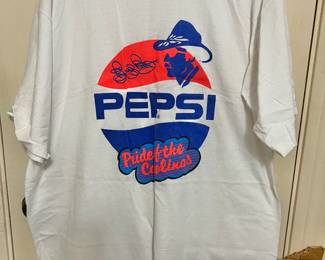 PEPSI
Pride of the
Carolinas